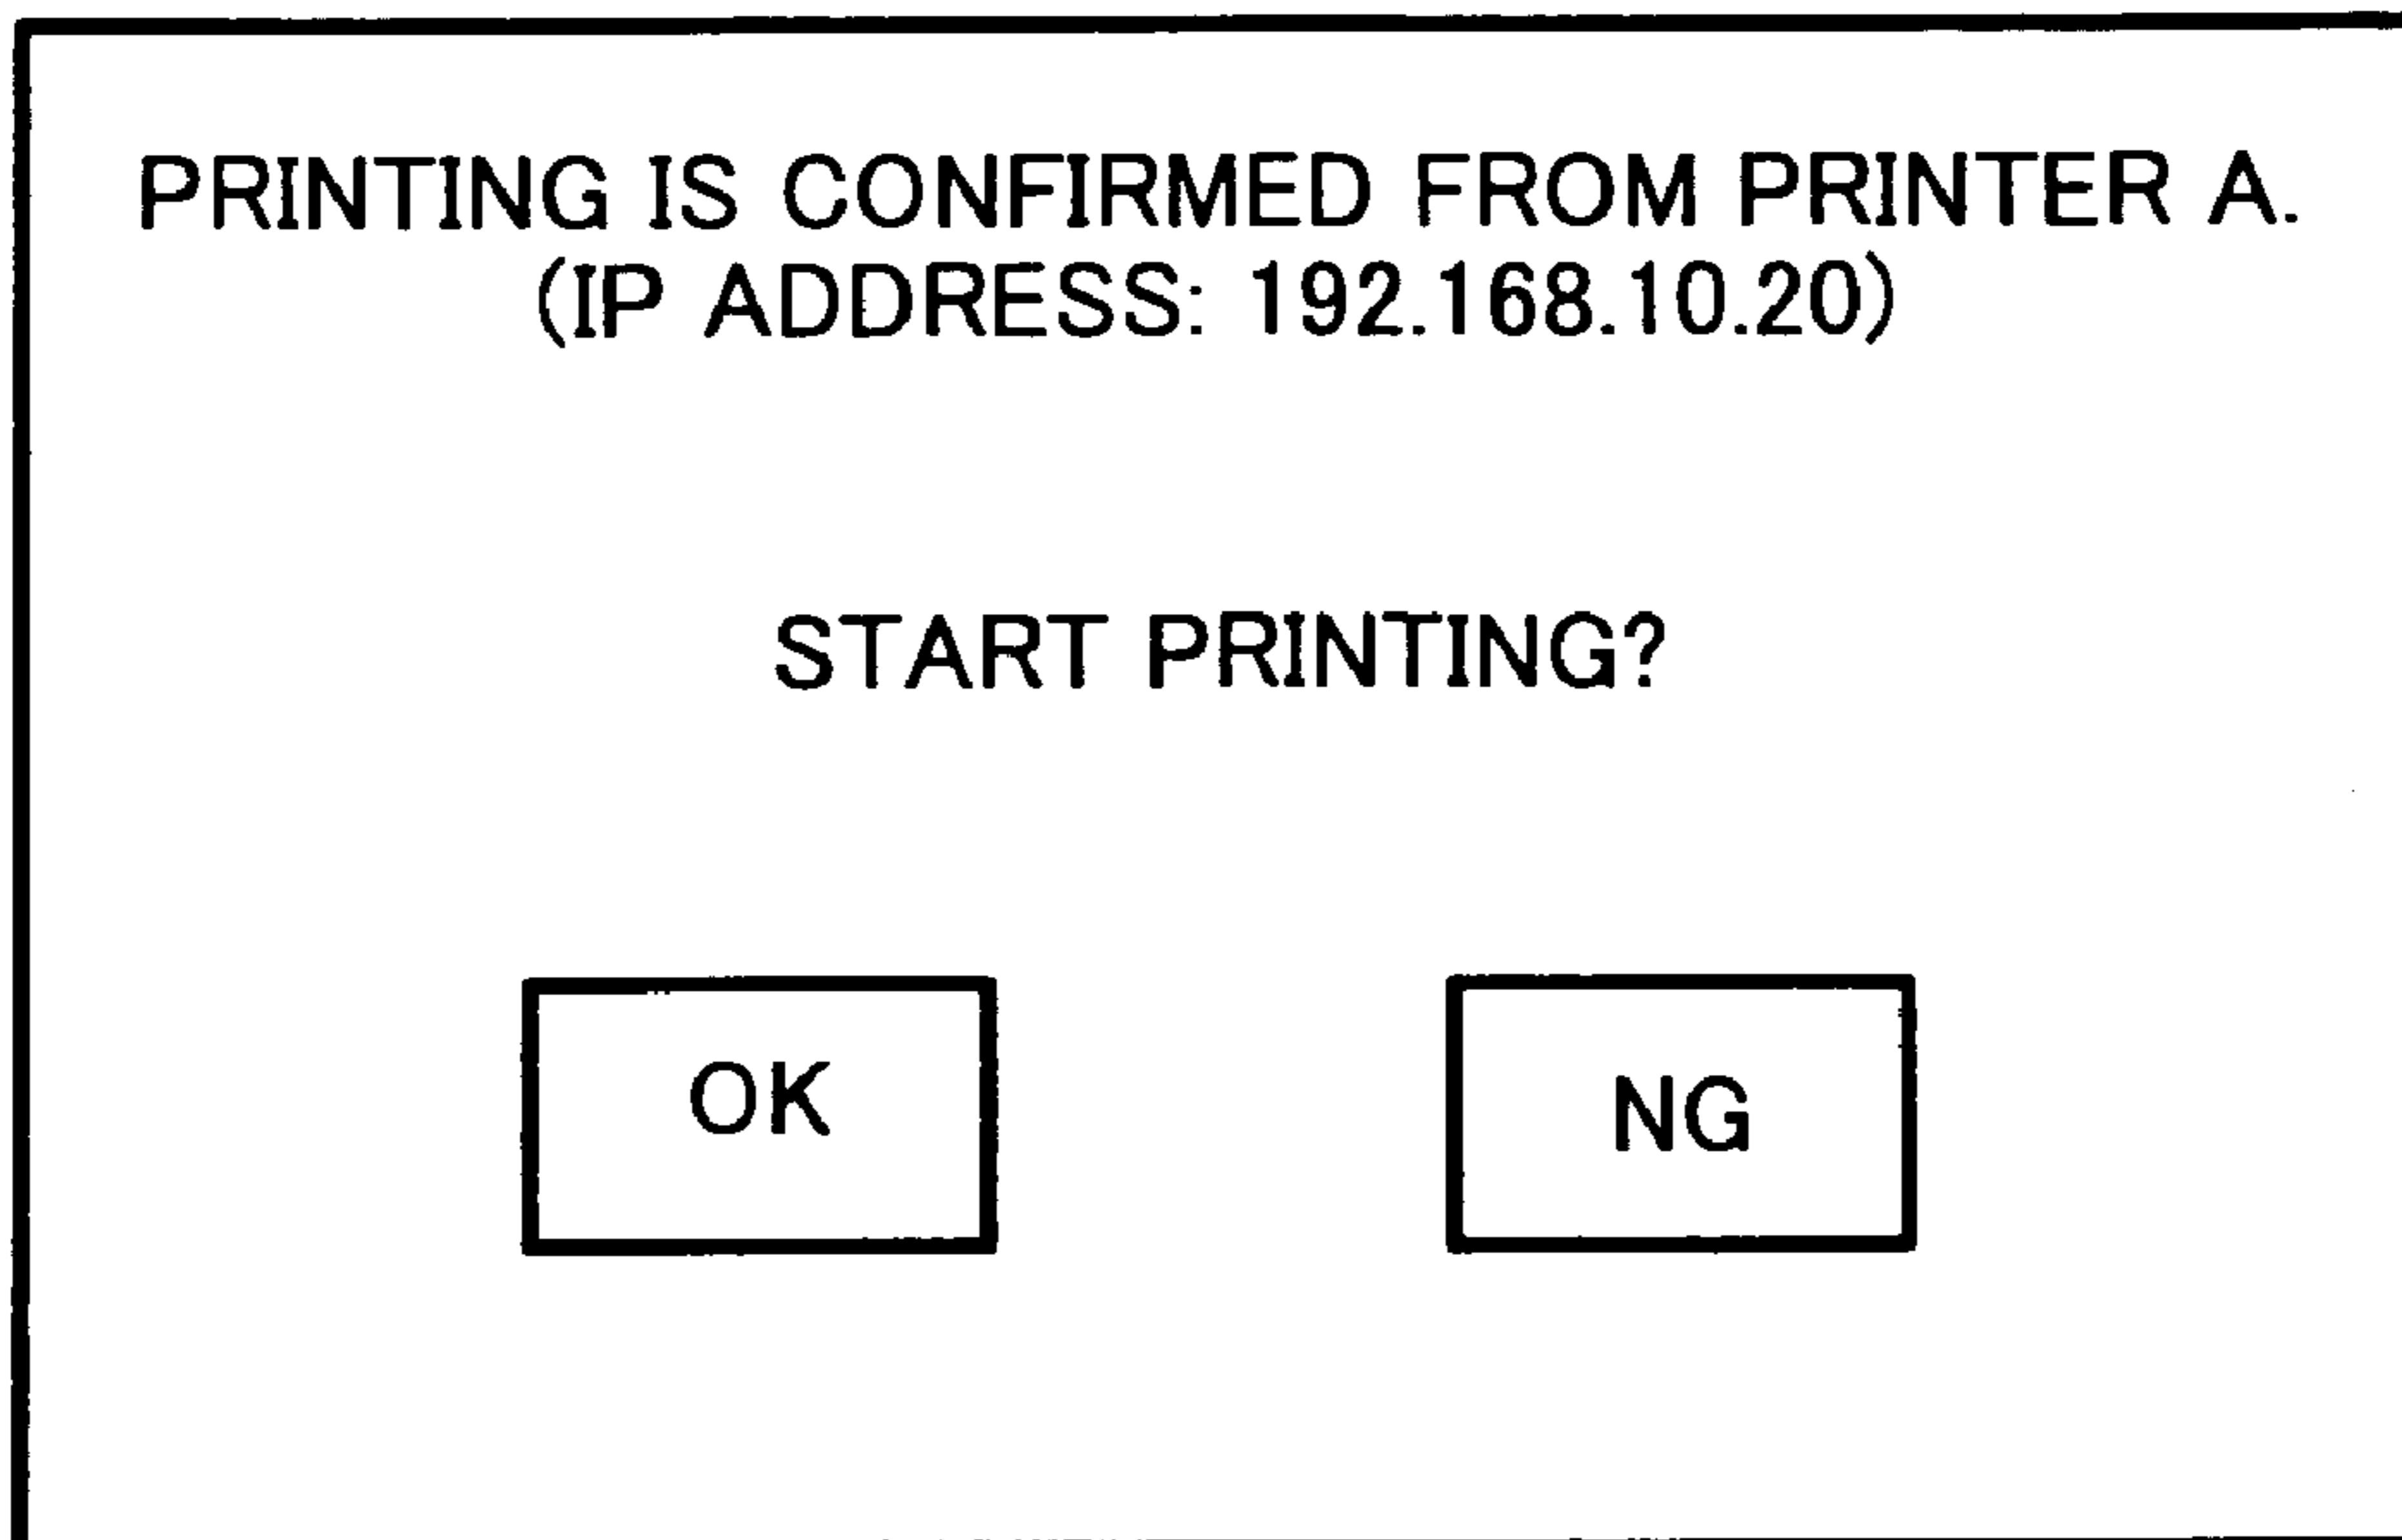 PRINTING IS CONFIRMED FROM PRINTER A.
(IP ADDRESS: 192.168.10.20)
START PRINTING?
OK
NG